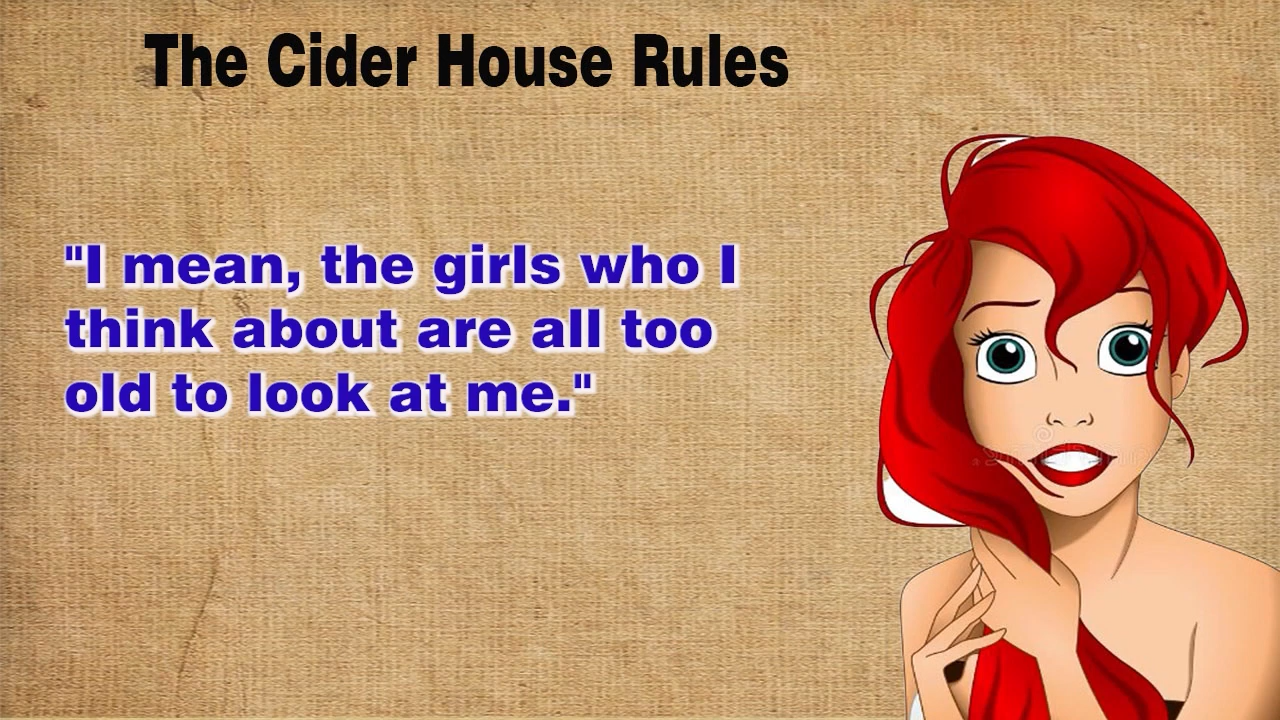 The Cider House Rules
"I mean, the girls who I
think about are all too
old to look at me."